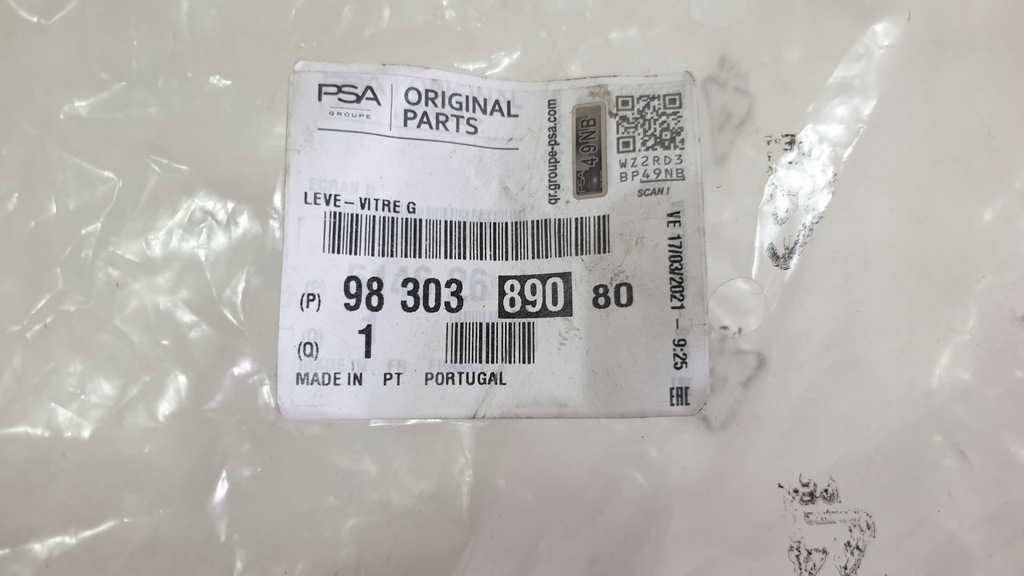 PSA
GROUPE
ORIGINAL
PARTS
qr.groupe-psa.com
49NB
WZ2RD3
BP49NB
SCAN !
LEVE-VITRE G
(P) 98 303 890 80
(Q) 1
MADE IN PT PORTUGAL
VE 17/03/2021 - 9:25
EAC